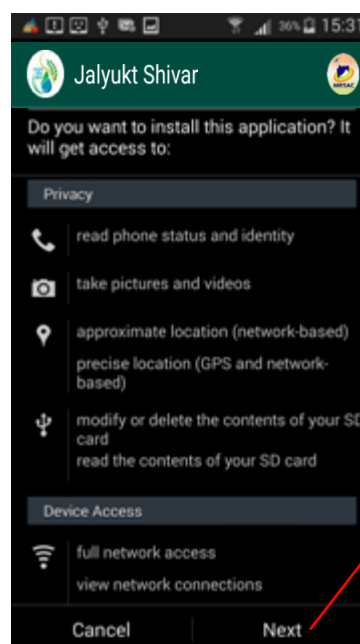 36% 15:31
Jalyukt Shivar
MRSAC
Do you want to install this application? It
will get access to:
Privacy
read phone status and identity
take pictures and videos
approximate location (network-based)
precise location (GPS and network-
based)
modify or delete the contents of your SD
card
read the contents of your SD card
Device Access
full network access
view network connections
Cancel Next